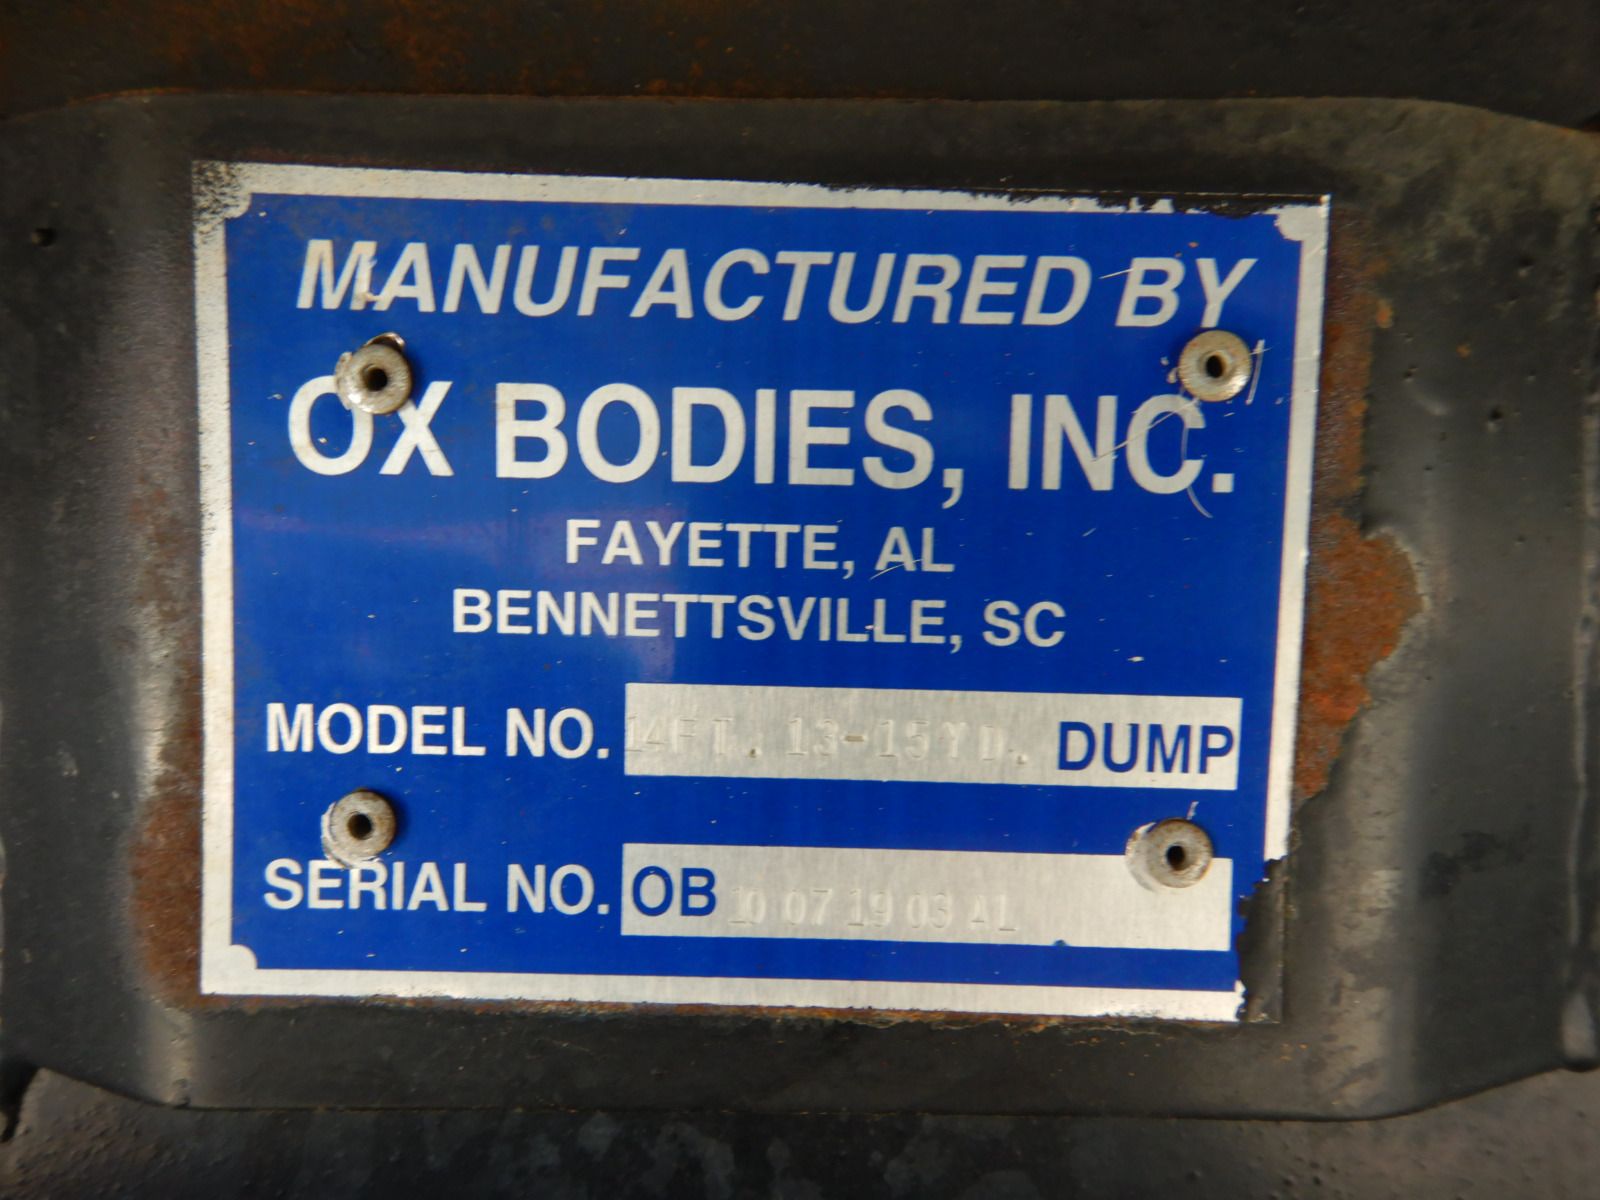 MANUFACTURED BY
OX BODIES, INC.
FAYETTE, AL
BENNETTSVILLE, SC
MODEL NO. 14FT. 13-15YD. DUMP
SERIAL NO. OB 10 07 19 03 A1